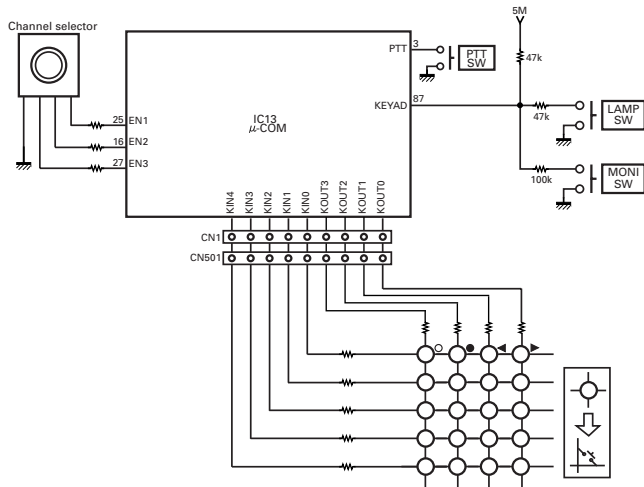 Channel selector
5M
PTT
3
PTT
SW
47k
KEYAD
87
LAMP
SW
47k
25
EN1
IC13
μ-COM
16
EN2
27
EN3
MONI
SW
100k
KIN4
KIN3
KIN2
KIN1
KIN0
KOUT3
KOUT2
KOUT1
KOUT0
CN1
CN501